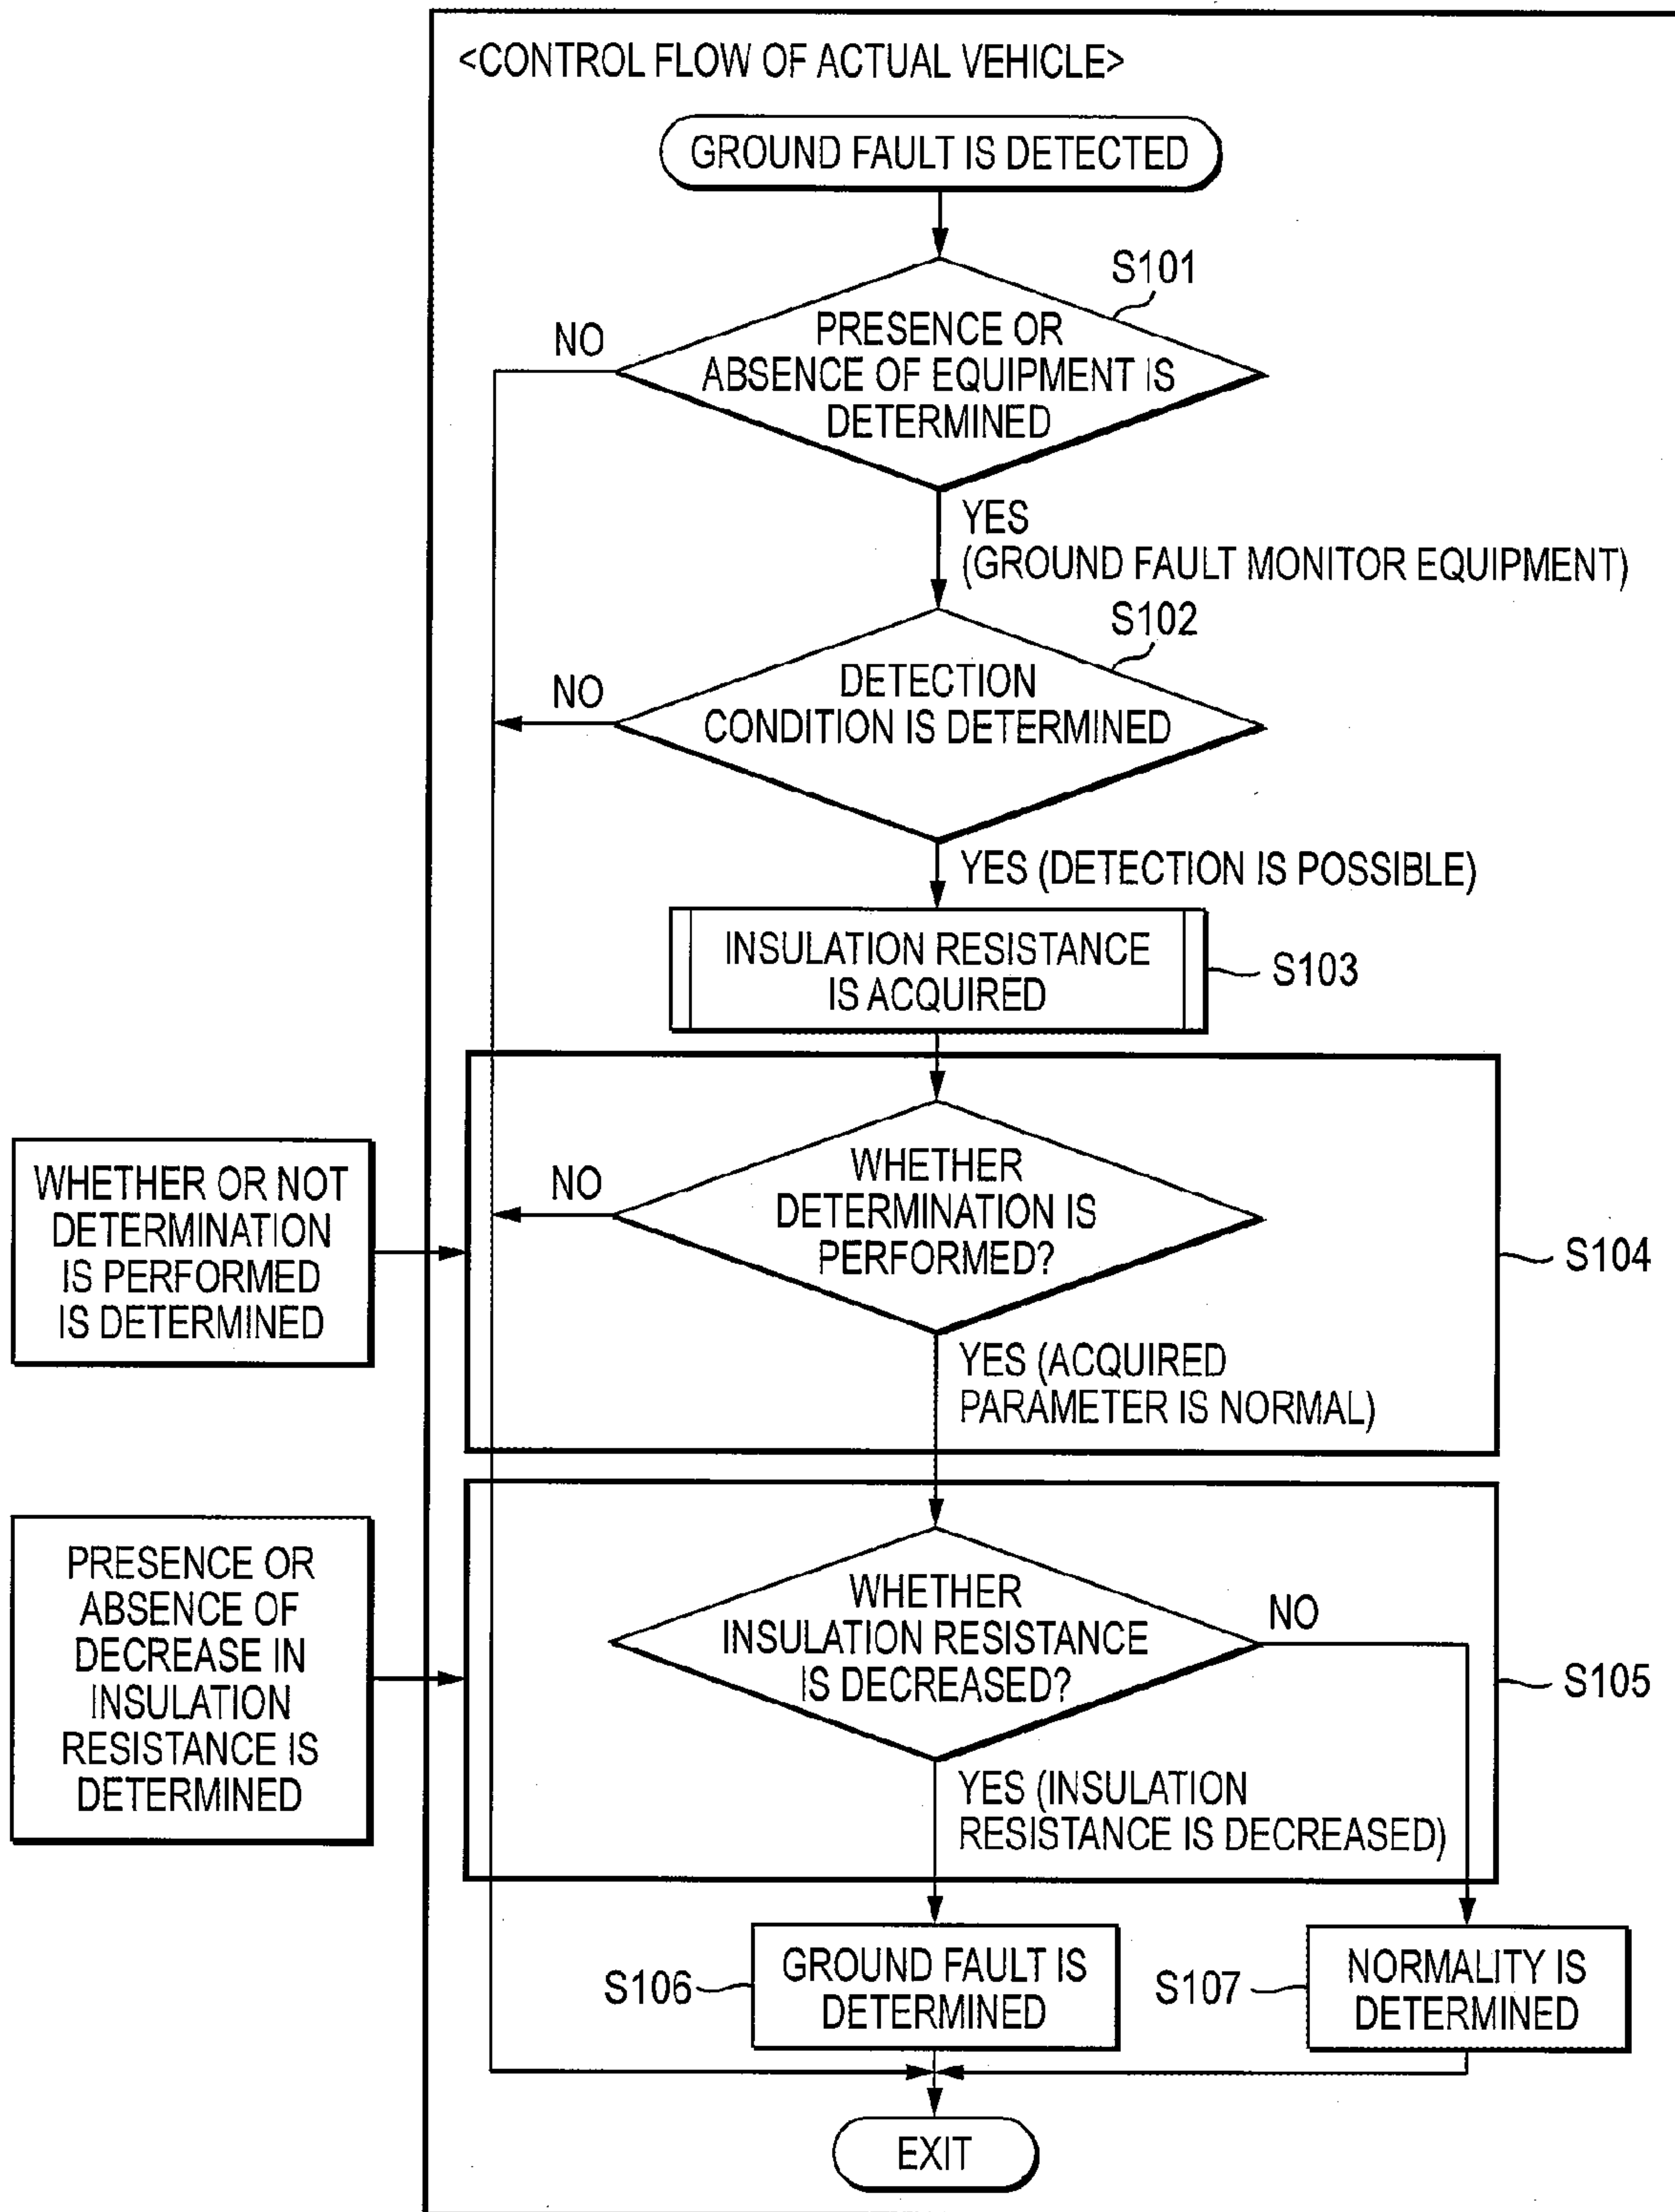 <CONTROL FLOW OF ACTUAL VEHICLE>
GROUND FAULT IS DETECTED
S101
PRESENCE OR
ABSENCE OF EQUIPMENT IS
DETERMINED
NO
YES
(GROUND FAULT MONITOR EQUIPMENT)
S102
DETECTION
CONDITION IS DETERMINED
NO
YES (DETECTION IS POSSIBLE)
INSULATION RESISTANCE
IS ACQUIRED
S103
WHETHER OR NOT
DETERMINATION
IS PERFORMED
IS DETERMINED
NO
WHETHER
DETERMINATION IS
PERFORMED?
S104
YES (ACQUIRED
PARAMETER IS NORMAL)
PRESENCE OR
ABSENCE OF
DECREASE IN
INSULATION
RESISTANCE IS
DETERMINED
WHETHER
INSULATION RESISTANCE
IS DECREASED?
NO
S105
YES (INSULATION
RESISTANCE IS DECREASED)
S106
GROUND FAULT IS
DETERMINED
S107
NORMALITY IS
DETERMINED
EXIT